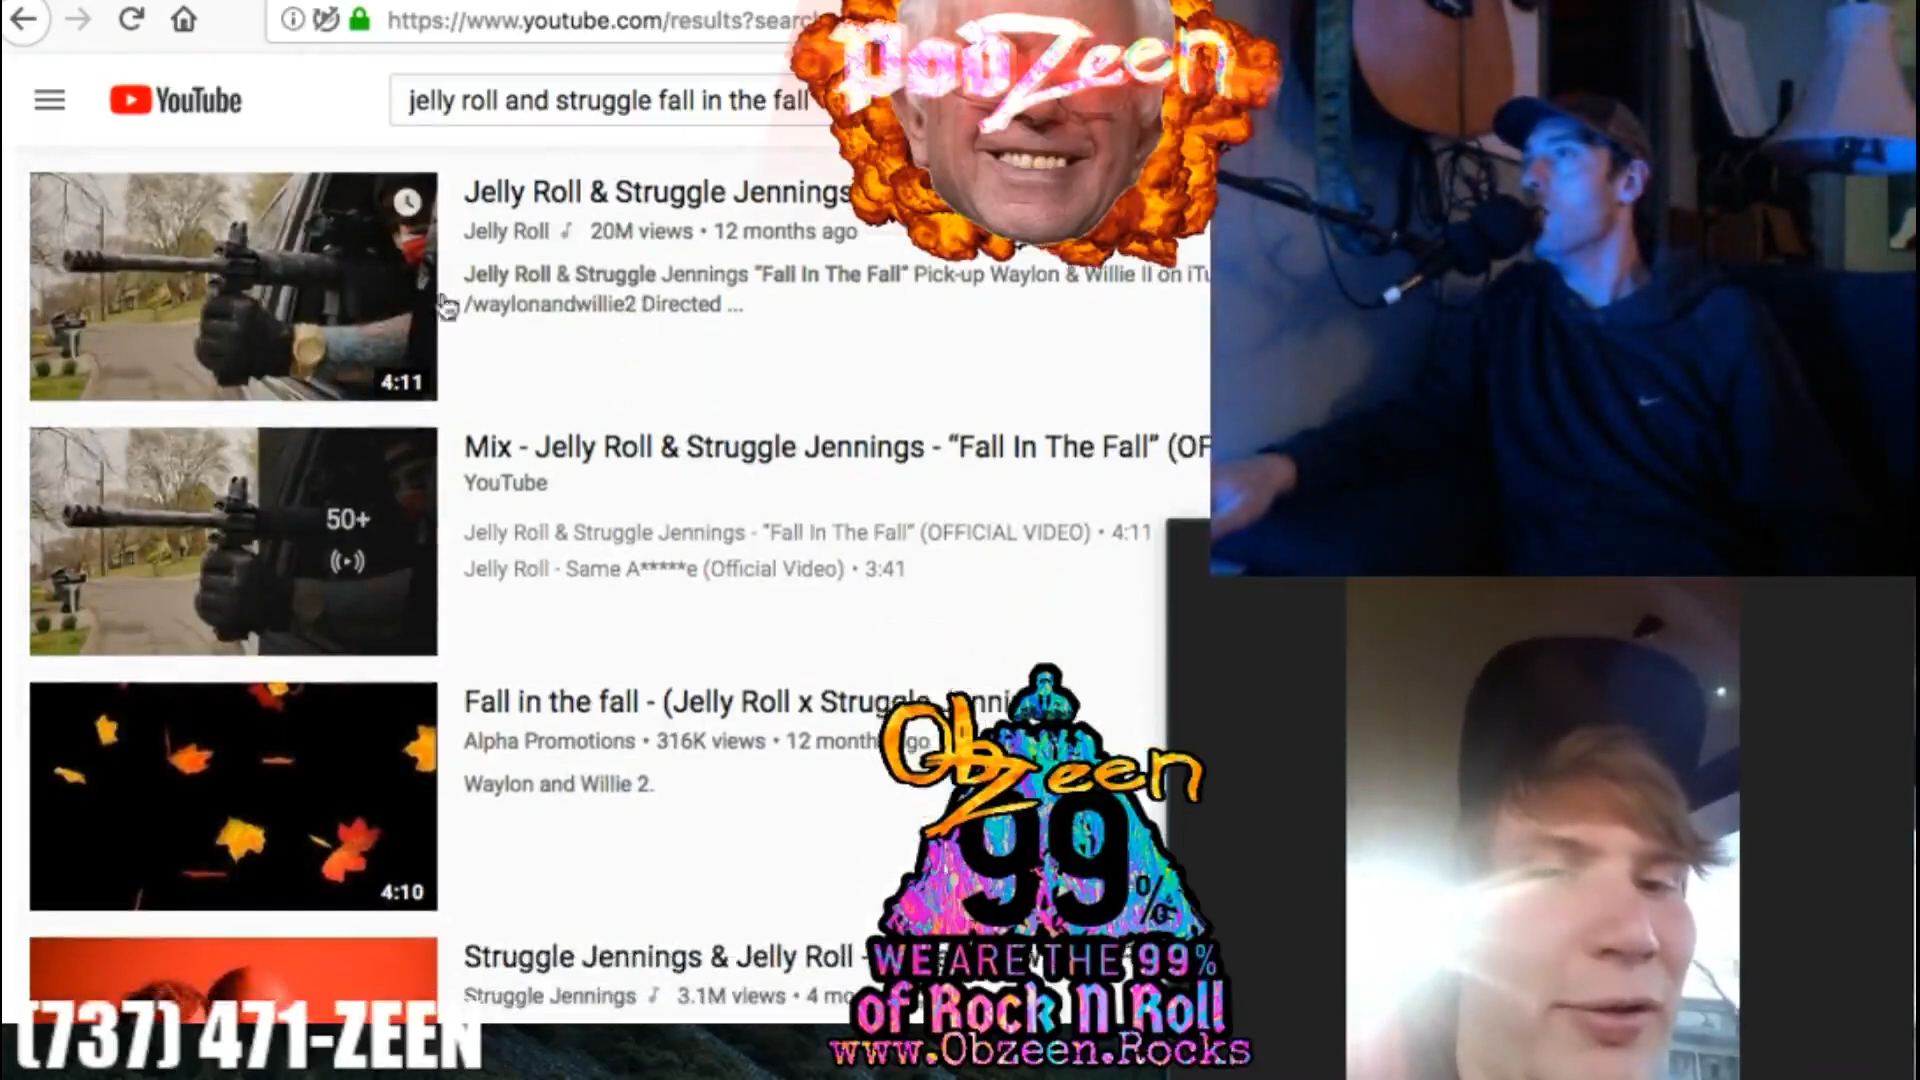 https://www.youtube.com/results?searc
YouTube
jelly roll and struggle fall in the fall
PobZeen
Jelly Roll & Struggle Jennings
Jelly Roll 20M views • 12 months ago
Jelly Roll & Struggle Jennings “Fall In The Fall” Pick-up Waylon & Willie II on iTu
/waylonandwillie2 Directed ...
4:11
Mix - Jelly Roll & Struggle Jennings - “Fall In The Fall” (OF
YouTube
50+
Jelly Roll & Struggle Jennings - “Fall In The Fall” (OFFICIAL VIDEO) • 4:11
Jelly Roll - Same A*****e (Official Video) • 3:41
Fall in the fall - (Jelly Roll x Struggle Jenni
Alpha Promotions • 316K views • 12 month ago
Waylon and Willie 2.
4:10
Obzeen
99%
WE ARE THE 99%
of Rock N Roll
www.Obzeen.Rocks
Struggle Jennings & Jelly Roll -
Struggle Jennings 3.1M views • 4 mo
(737) 471-ZEEN